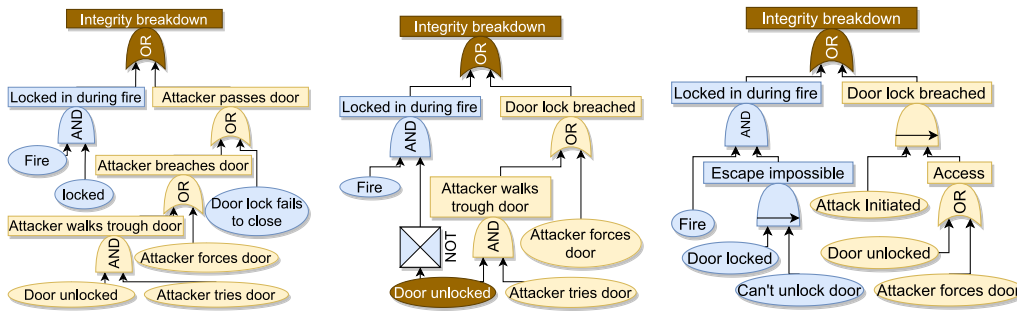 Integrity breakdown
OR
Locked in during fire
Attacker passes door
AND
OR
Fire
Attacker breaches door
locked
OR
Door lock fails
to close
Attacker walks trough door
AND
Attacker forces door
Door unlocked
Attacker tries door
Integrity breakdown
OR
Locked in during fire
Door lock breached
AND
OR
Fire
Attacker walks
trough door
NOT
AND
Attacker forces
door
Door unlocked
Attacker tries door
Integrity breakdown
OR
Locked in during fire
Door lock breached
AND
Escape impossible
Access
Attack Initiated
OR
Fire
Door locked
Door unlocked
Can't unlock door
Attacker forces door